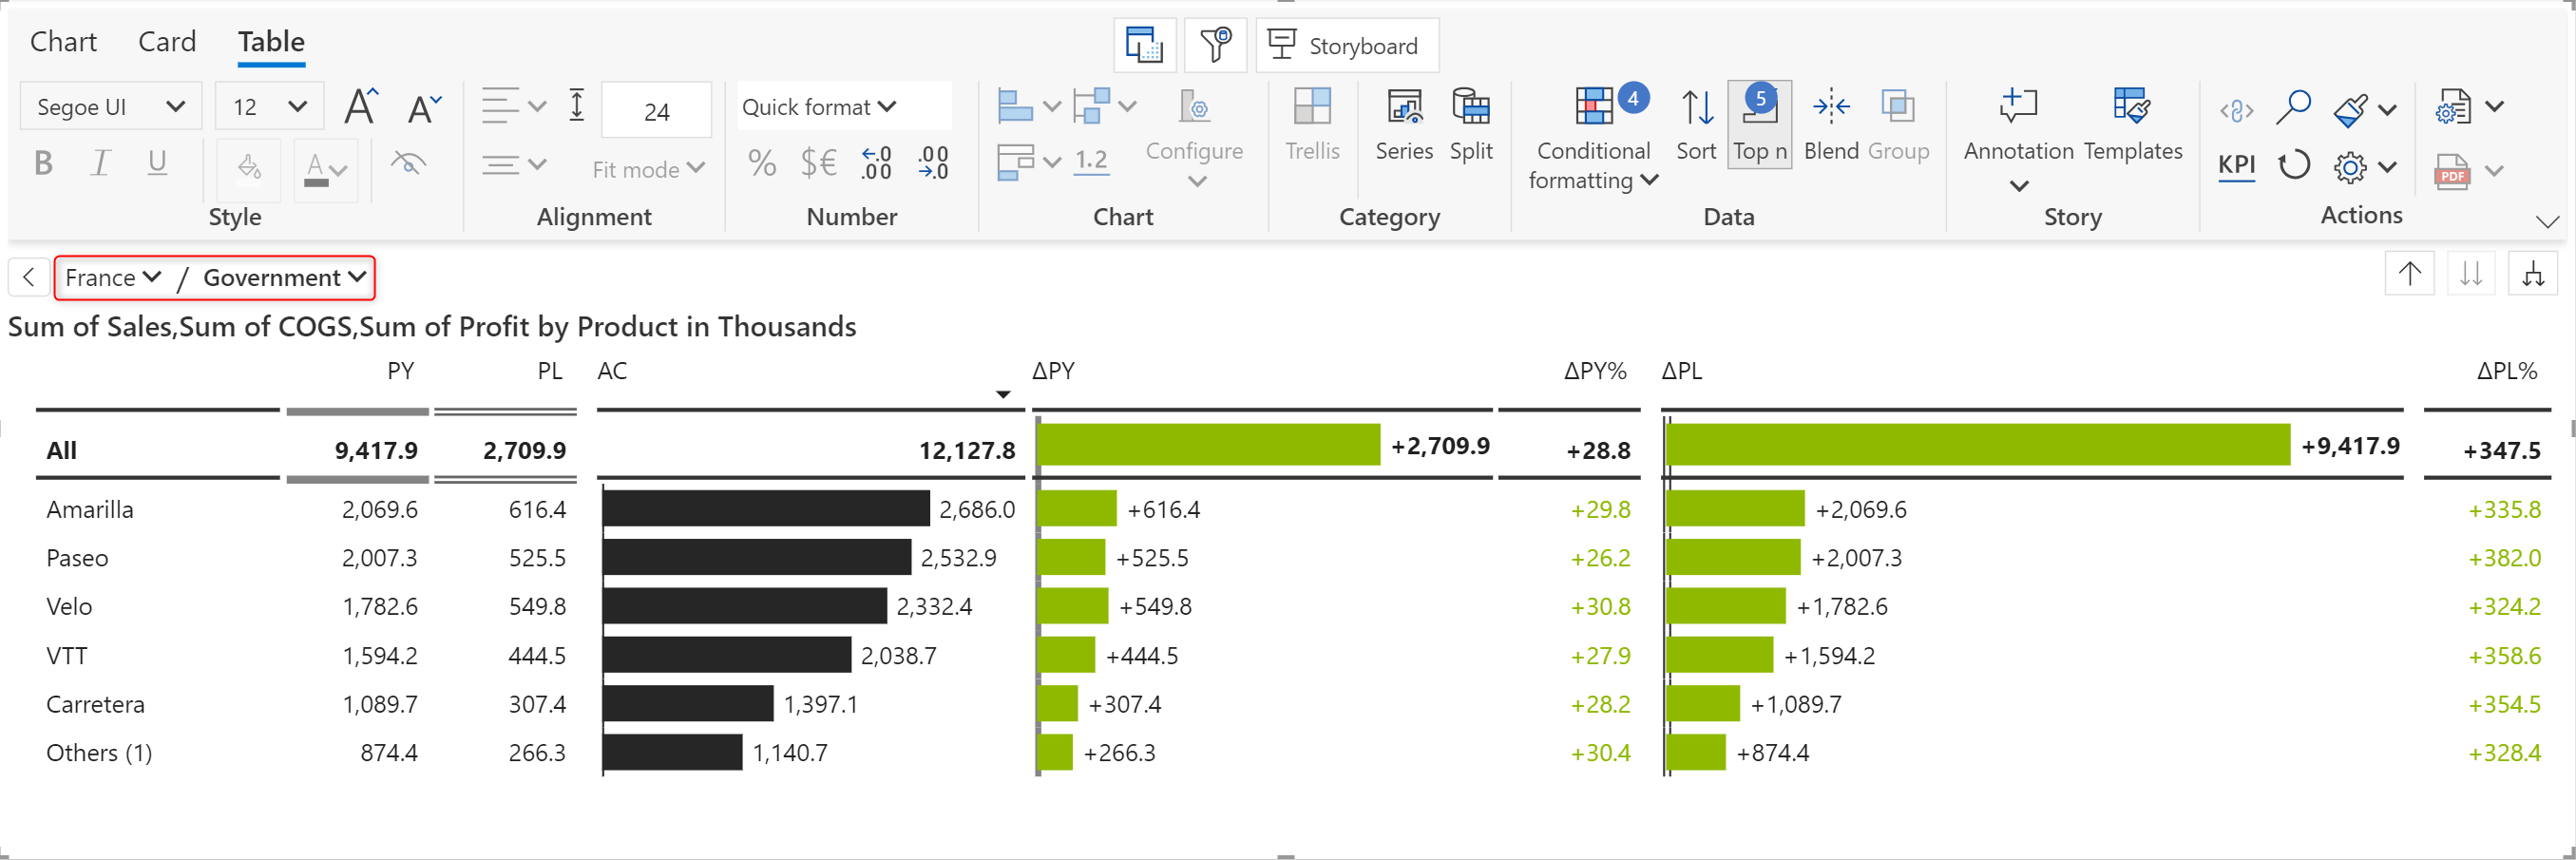 Chart Card Table Storyboard
Segoe UI 12 A A 24 Quick format 1.2 Configure Trellis Series Split Conditional formatting 4 Sort 5 Top n Blend Group Annotation Templates KPI PDF
B I U A Fit mode % $€ ←.0 .00 .00 →.0
Style Alignment Number Chart Category Data Story Actions
France / Government
Sum of Sales,Sum of COGS,Sum of Profit by Product in Thousands
PY PL AC ΔPY ΔPY% ΔPL ΔPL%
All 9,417.9 2,709.9 12,127.8 +2,709.9 +28.8 +9,417.9 +347.5
Amarilla 2,069.6 616.4 2,686.0 +616.4 +29.8 +2,069.6 +335.8
Paseo 2,007.3 525.5 2,532.9 +525.5 +26.2 +2,007.3 +382.0
Velo 1,782.6 549.8 2,332.4 +549.8 +30.8 +1,782.6 +324.2
VTT 1,594.2 444.5 2,038.7 +444.5 +27.9 +1,594.2 +358.6
Carretera 1,089.7 307.4 1,397.1 +307.4 +28.2 +1,089.7 +354.5
Others (1) 874.4 266.3 1,140.7 +266.3 +30.4 +874.4 +328.4